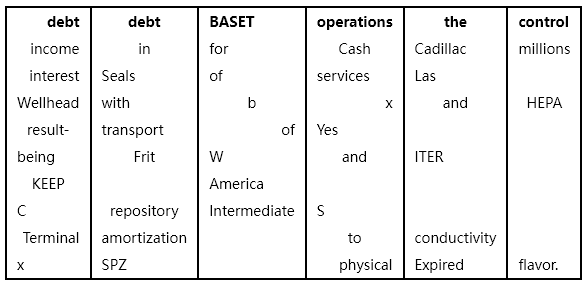 debt debt BASET operations the control
income in for Cash Cadillac millions
interest Seals of services Las
Wellhead with b x and HEPA
result- transport of Yes
being Frit W and ITER
KEEP America
C repository Intermediate S
Terminal amortization to conductivity
x SPZ physical Expired flavor.